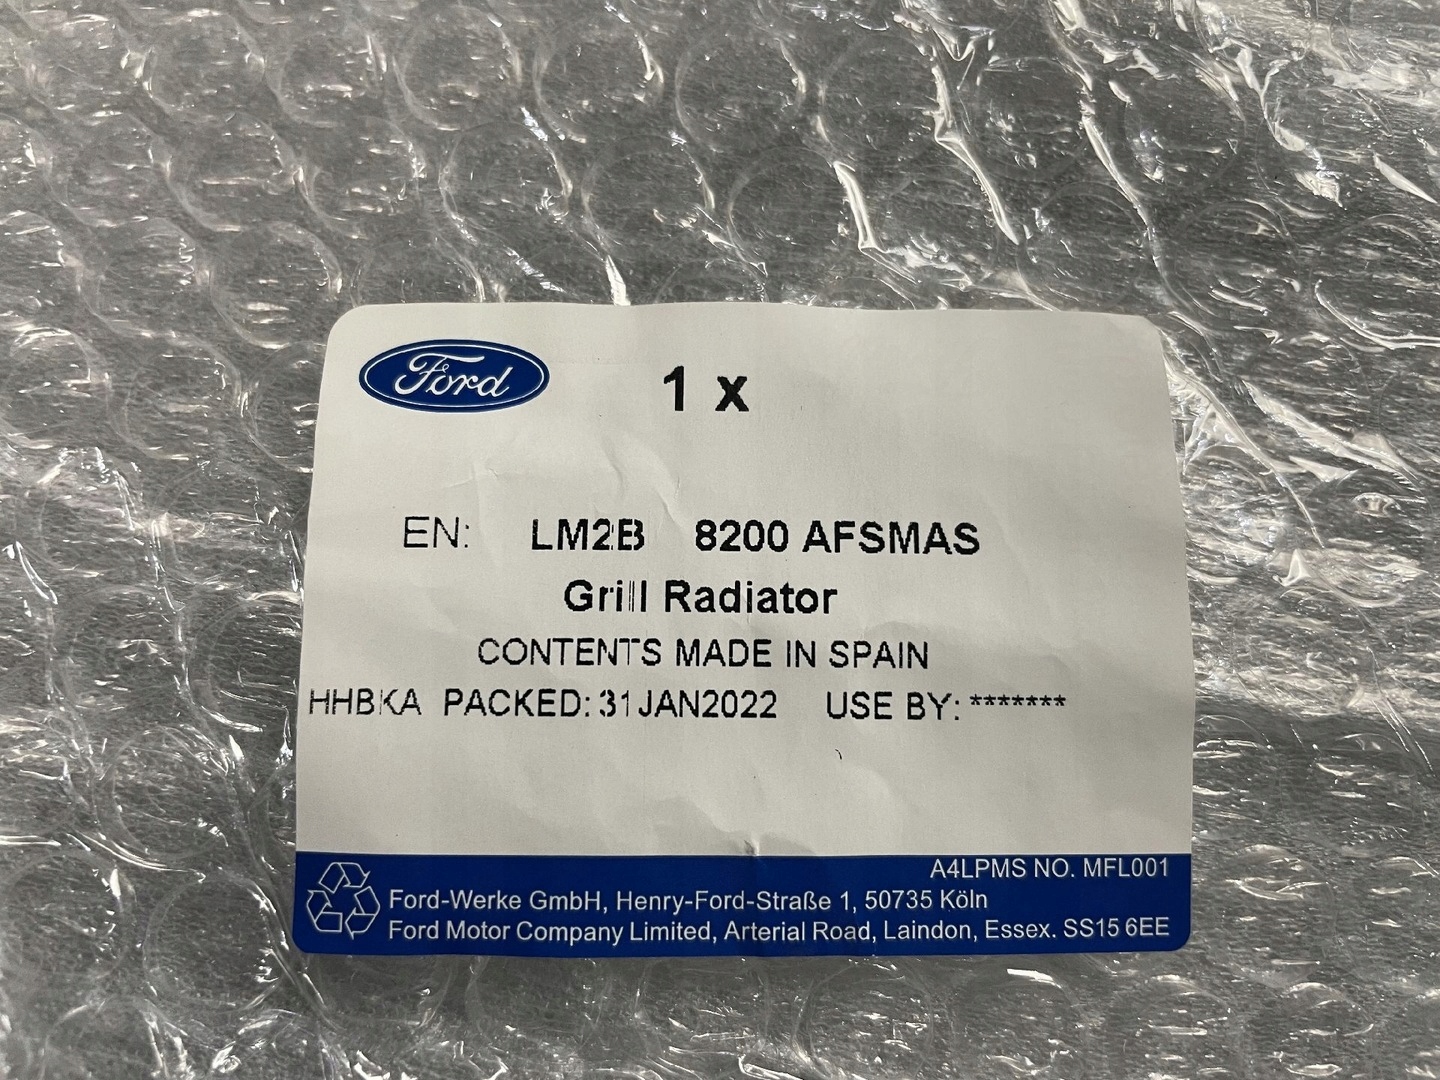 Ford
1 x
EN: LM2B 8200 AFSMAS
Grill Radiator
CONTENTS MADE IN SPAIN
HHBKA PACKED: 31JAN2022 USE BY: *******
A4LPMS NO. MFL001
Ford-Werke GmbH, Henry-Ford-Straße 1, 50735 Köln
Ford Motor Company Limited, Arterial Road, Laindon, Essex. SS15 6EE